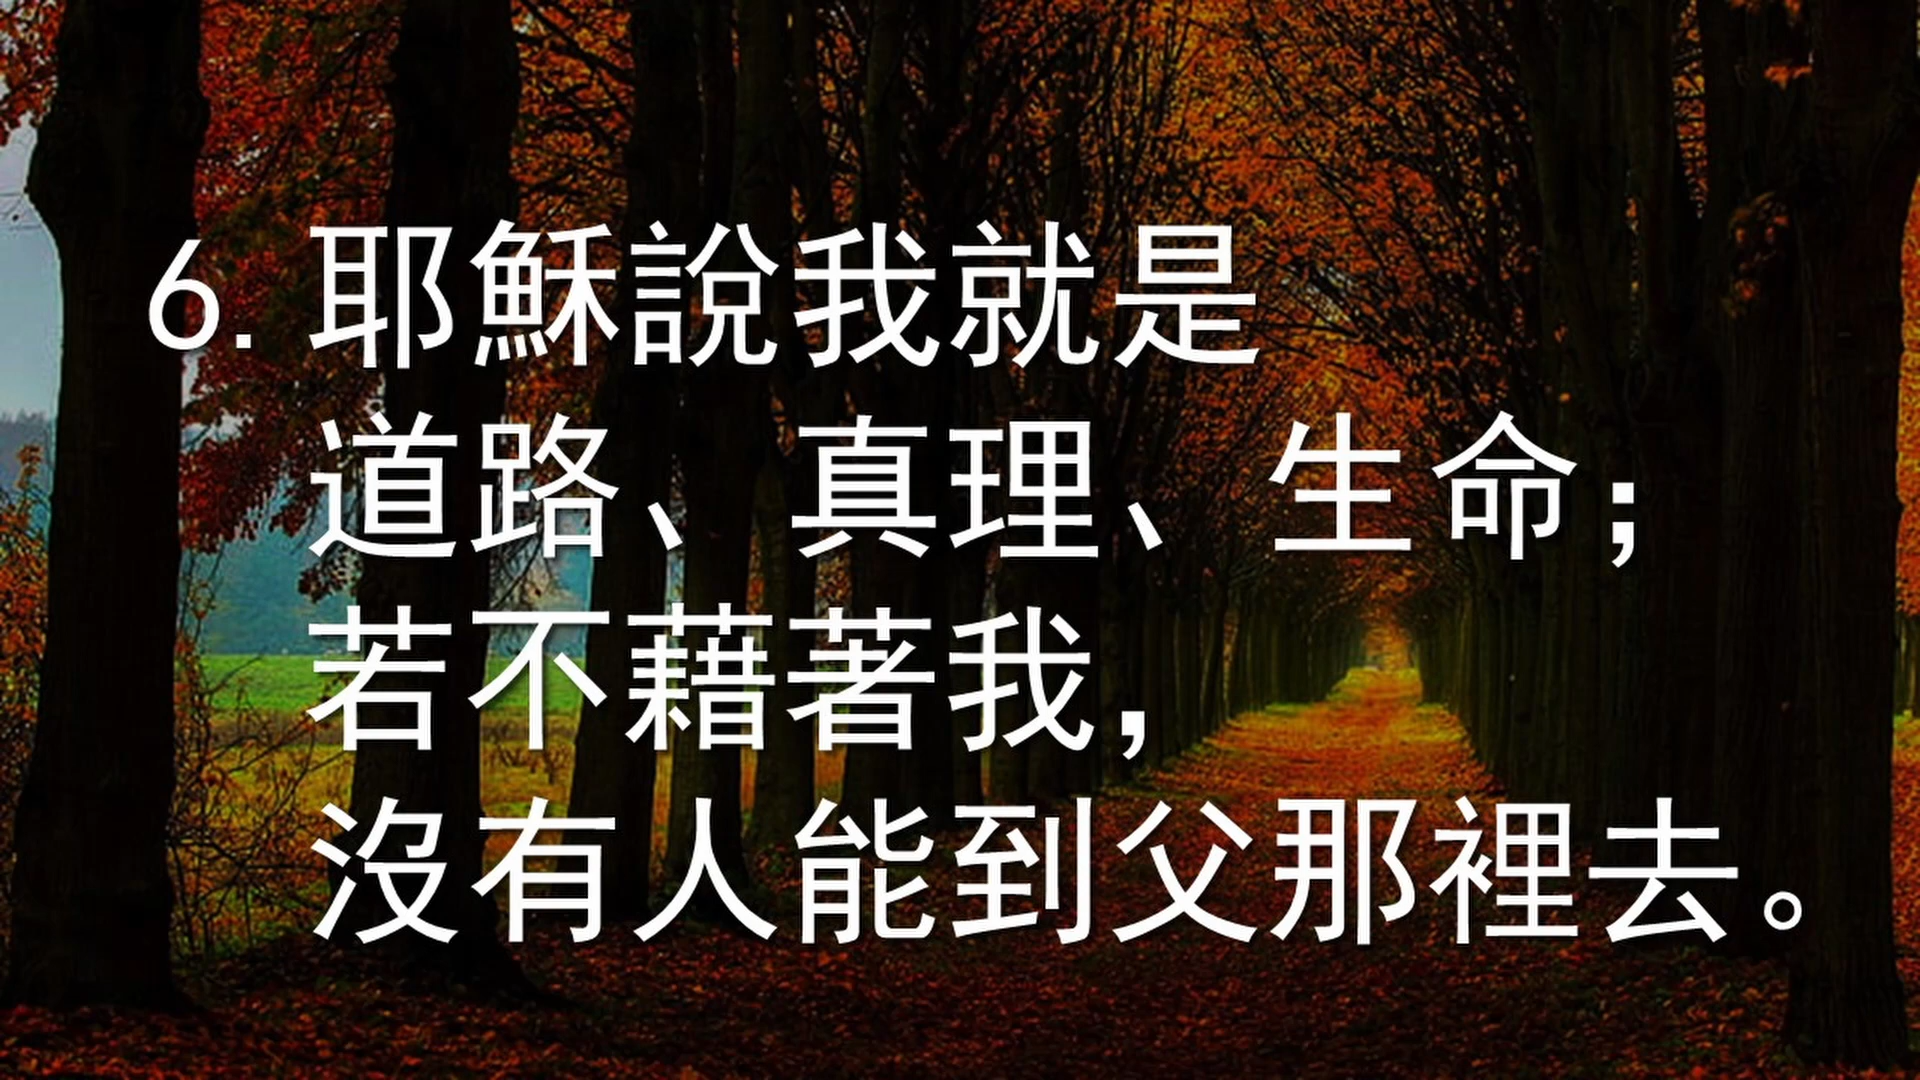 6. 耶穌說我就是
道路、真理、生命；
若不藉著我，
沒有人能到父那裡去。